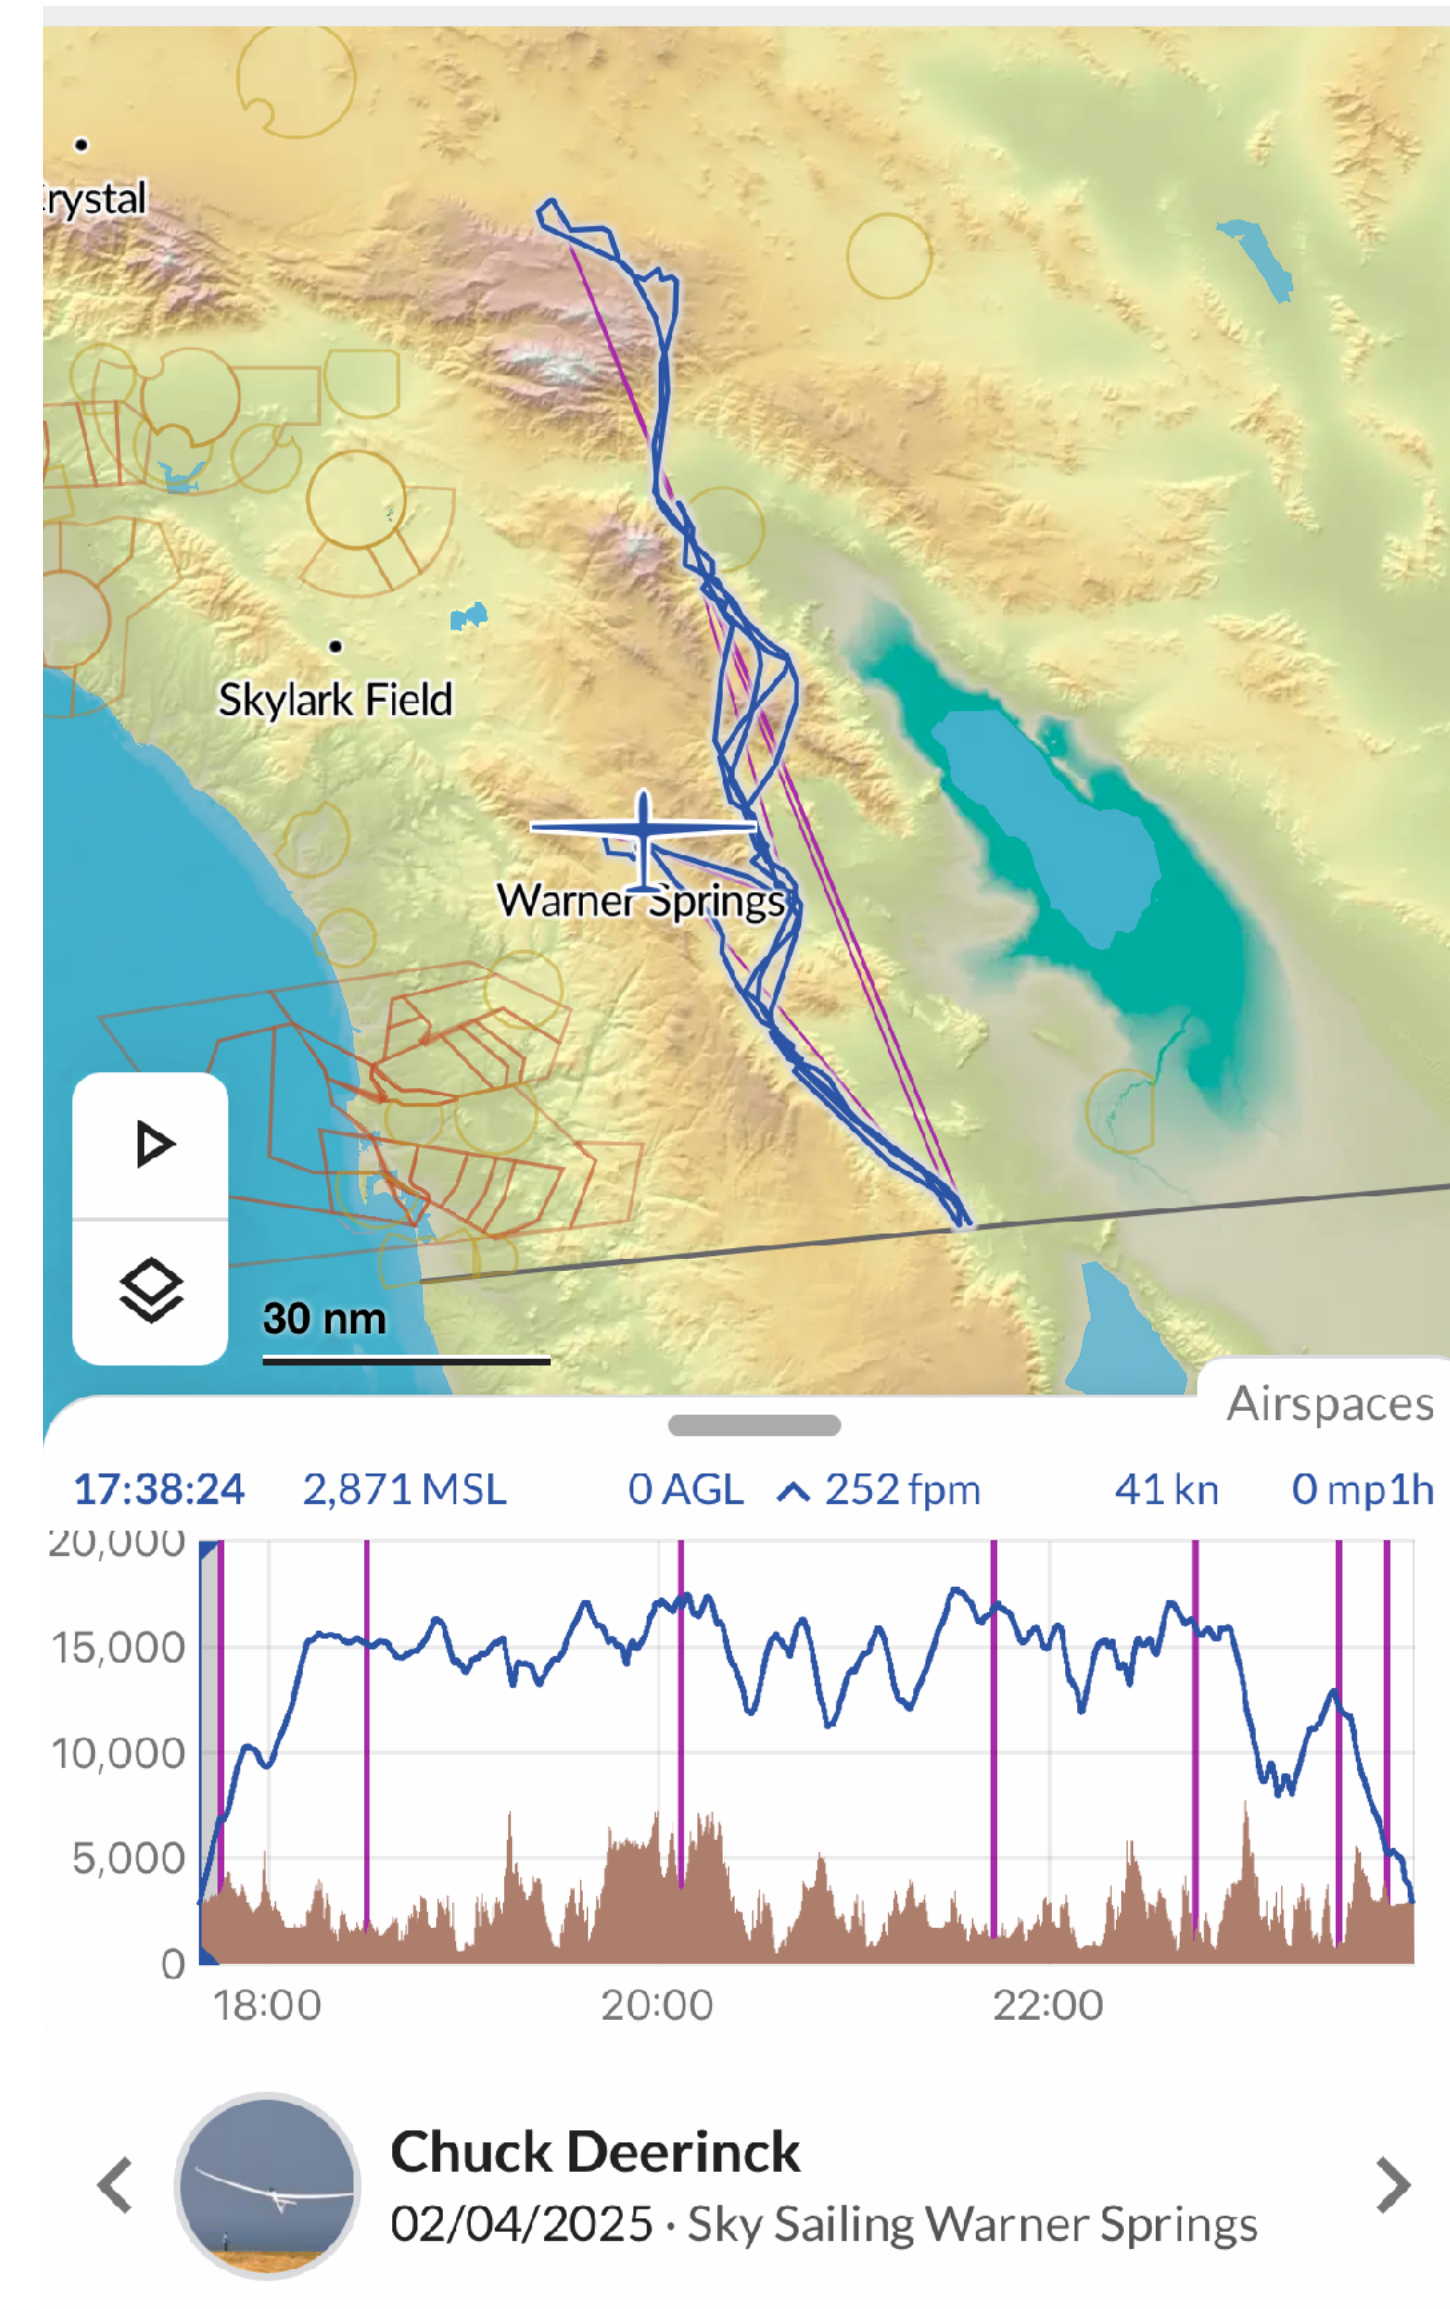 rystal
Skylark Field
Warner Springs
30 nm
Airspaces
17:38:24 2,871 MSL 0 AGL 252 fpm 41 kn 0 mp1h
20,000
15,000
10,000
5,000
0
18:00 20:00 22:00
Chuck Deerinck
02/04/2025 · Sky Sailing Warner Springs